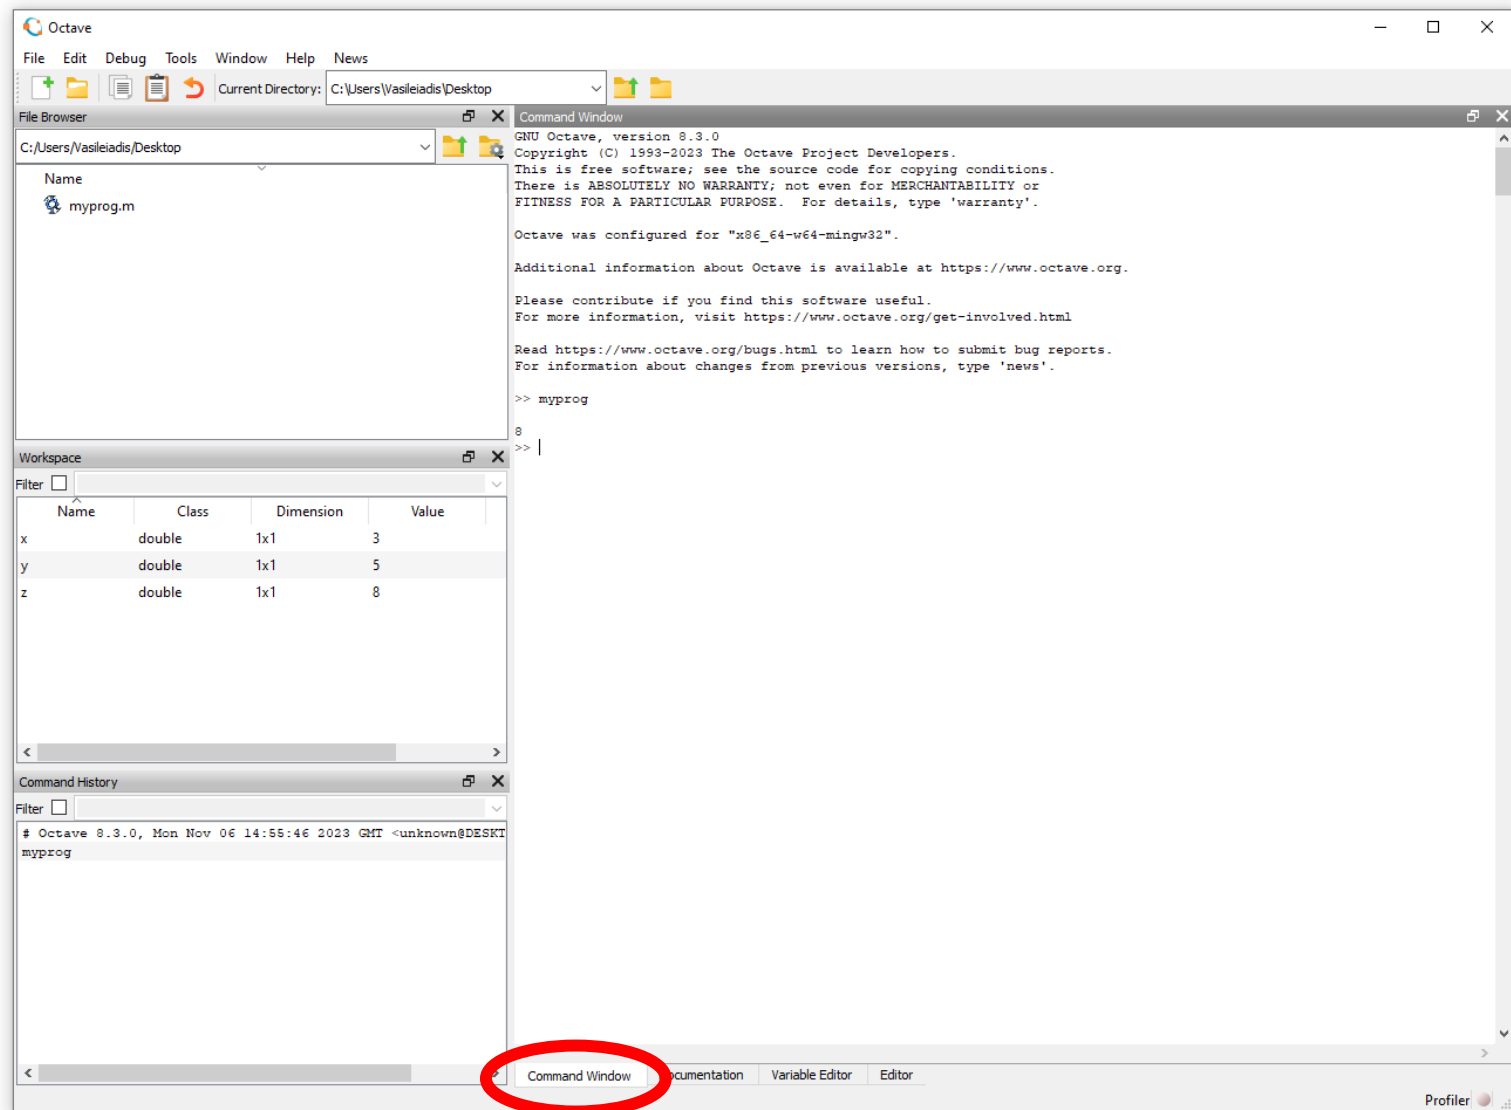 Octave
File Edit Debug Tools Window Help News
Current Directory: C:\Users\Vasileiadis\Desktop
File Browser
C:/Users/Vasileiadis/Desktop
Name
myprog.m
Workspace
Filter
Name Class Dimension Value
x double 1x1 3
y double 1x1 5
z double 1x1 8
Command History
Filter
# Octave 8.3.0, Mon Nov 06 14:55:46 2023 GMT <unknown@DESKT
myprog
Command Window
GNU Octave, version 8.3.0
Copyright (C) 1993-2023 The Octave Project Developers.
This is free software; see the source code for copying conditions.
There is ABSOLUTELY NO WARRANTY; not even for MERCHANTABILITY or
FITNESS FOR A PARTICULAR PURPOSE.  For details, type 'warranty'.
Octave was configured for "x86_64-w64-mingw32".
Additional information about Octave is available at https://www.octave.org.
Please contribute if you find this software useful.
For more information, visit https://www.octave.org/get-involved.html
Read https://www.octave.org/bugs.html to learn how to submit bug reports.
For information about changes from previous versions, type 'news'.
>> myprog
8
>>
Command Window ocumentation Variable Editor Editor
Profiler